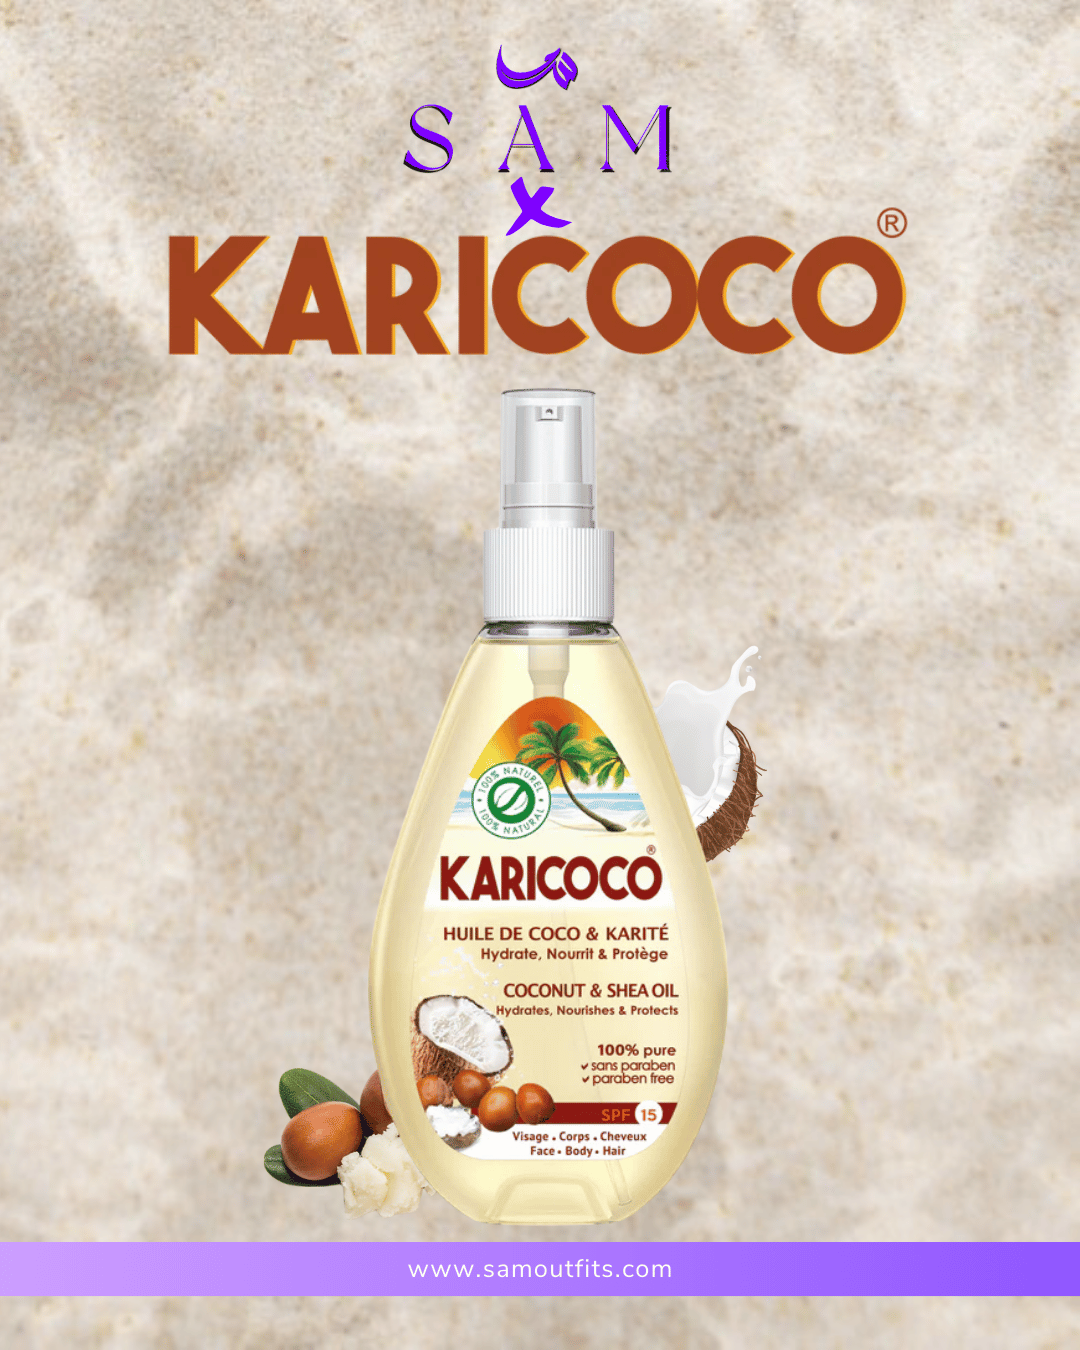 S A M
X
KARICOCO®
100% NATUREL
100% NATURAL
KARICOCO®
HUILE DE COCO & KARITÉ
Hydrate, Nourrit & Protège
COCONUT & SHEA OIL
Hydrates, Nourishes & Protects
100% pure
✓ sans paraben
✓ paraben free
SPF 15
Visage • Corps • Cheveux
Face • Body • Hair
www.samoutfits.com